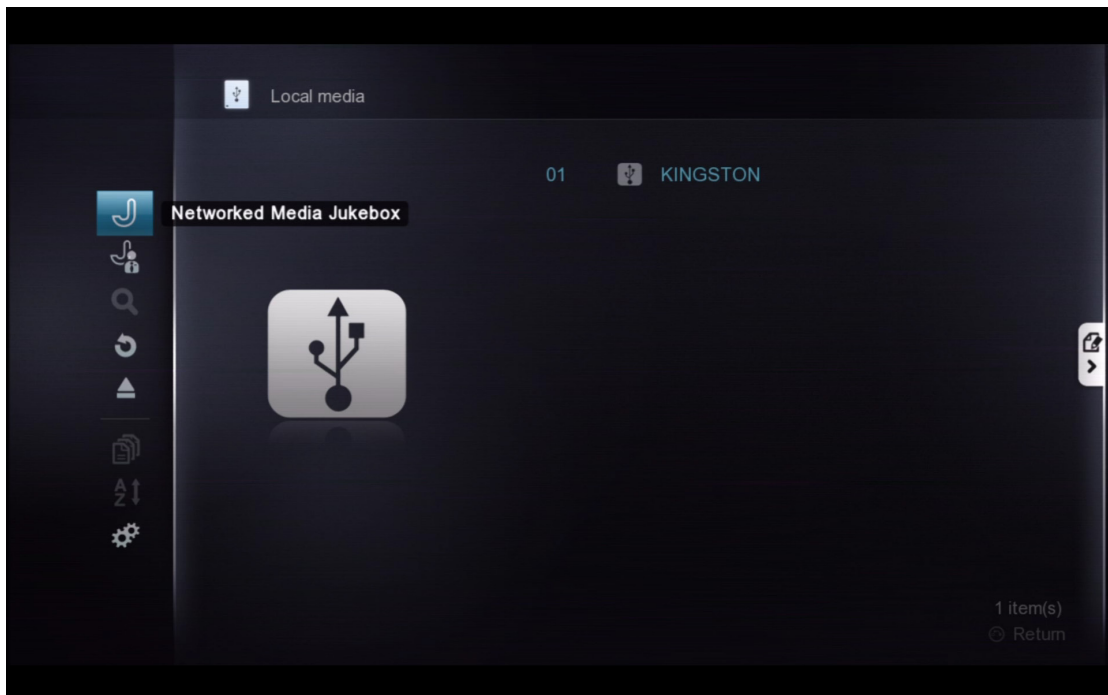 Local media
01 KINGSTON
Networked Media Jukebox
A
Z
1 item(s)
Return